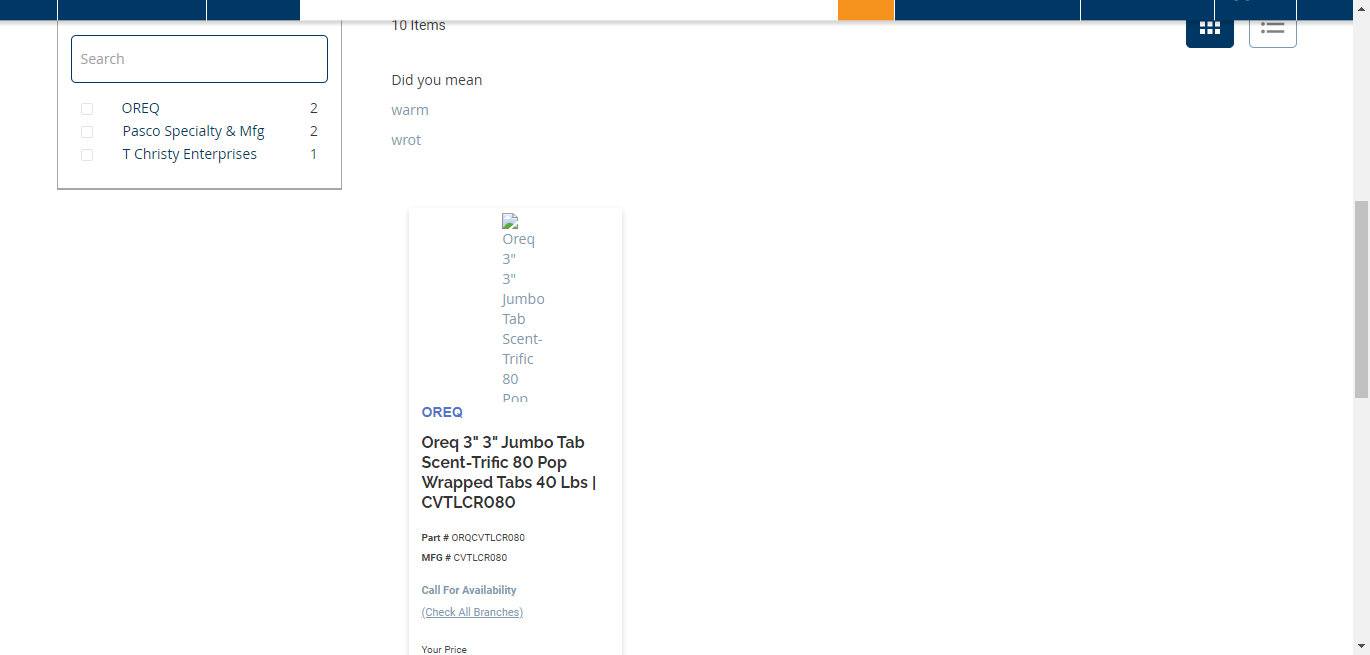 Search
OREQ 2
Pasco Specialty & Mfg 2
T Christy Enterprises 1
10 Items
Did you mean
warm
wrot
Oreq
3"
3"
Jumbo
Tab
Scent-
Trific
80
Pop
OREQ
Oreq 3" 3" Jumbo Tab
Scent-Trific 80 Pop
Wrapped Tabs 40 Lbs |
CVTLCR080
Part # ORQCVTLCR080
MFG # CVTLCR080
Call For Availability
(Check All Branches)
Your Price